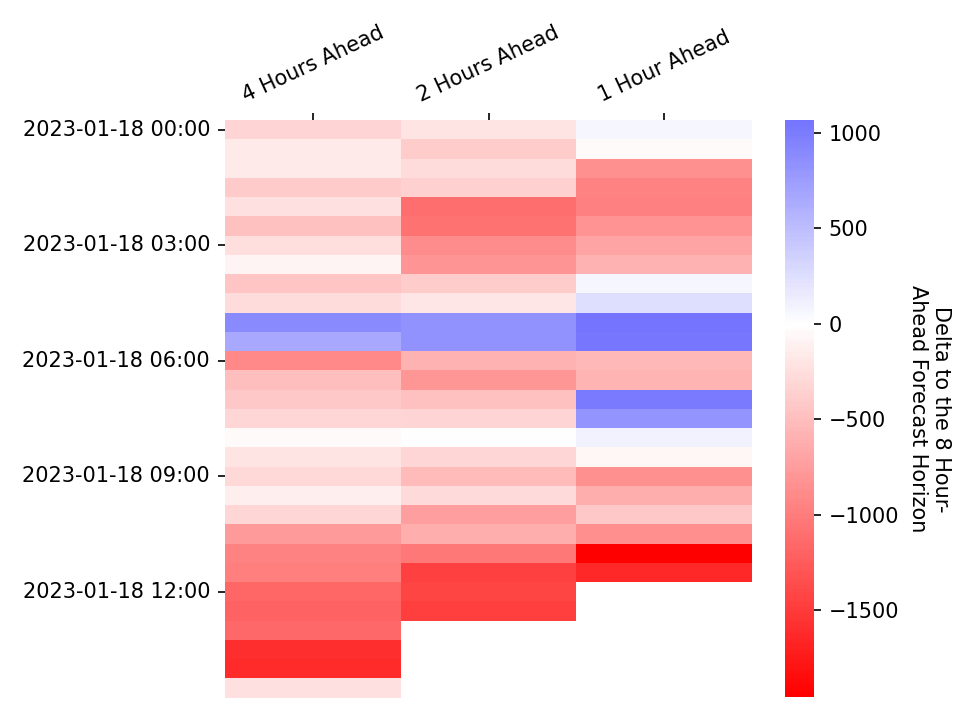 4 Hours Ahead
2 Hours Ahead
1 Hour Ahead
2023-01-18 00:00
2023-01-18 03:00
2023-01-18 06:00
2023-01-18 09:00
2023-01-18 12:00
1000
500
0
−500
−1000
−1500
Delta to the 8 Hour-
Ahead Forecast Horizon